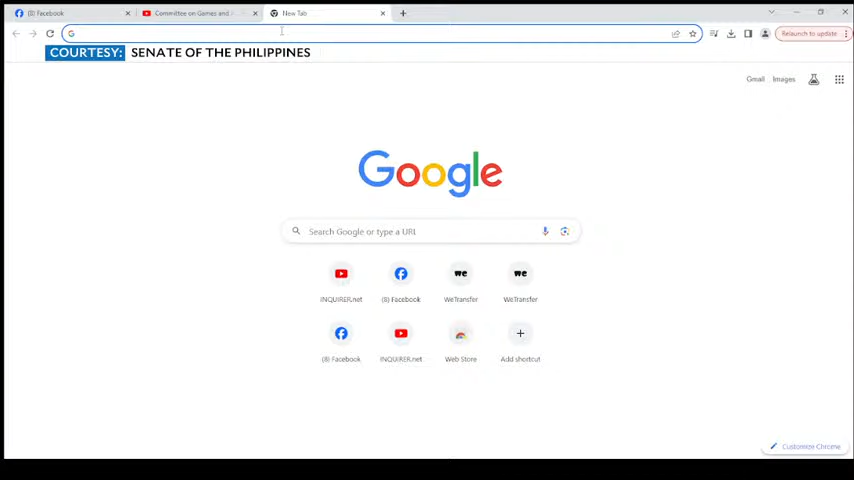 (8) Facebook
Committee on Games and
New Tab
Relaunch to update
COURTESY: SENATE OF THE PHILIPPINES
Gmail Images
Google
Search Google or type a URL
INQUIRER.net (8) Facebook WeTransfer WeTransfer
(8) Facebook INQUIRER.net Web Store Add shortcut
Customize Chrome